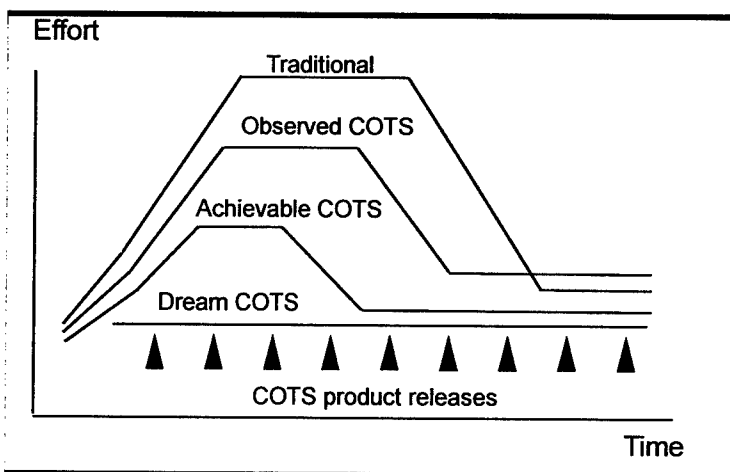 Effort
Traditional
Observed COTS
Achievable COTS
Dream COTS
COTS product releases
Time